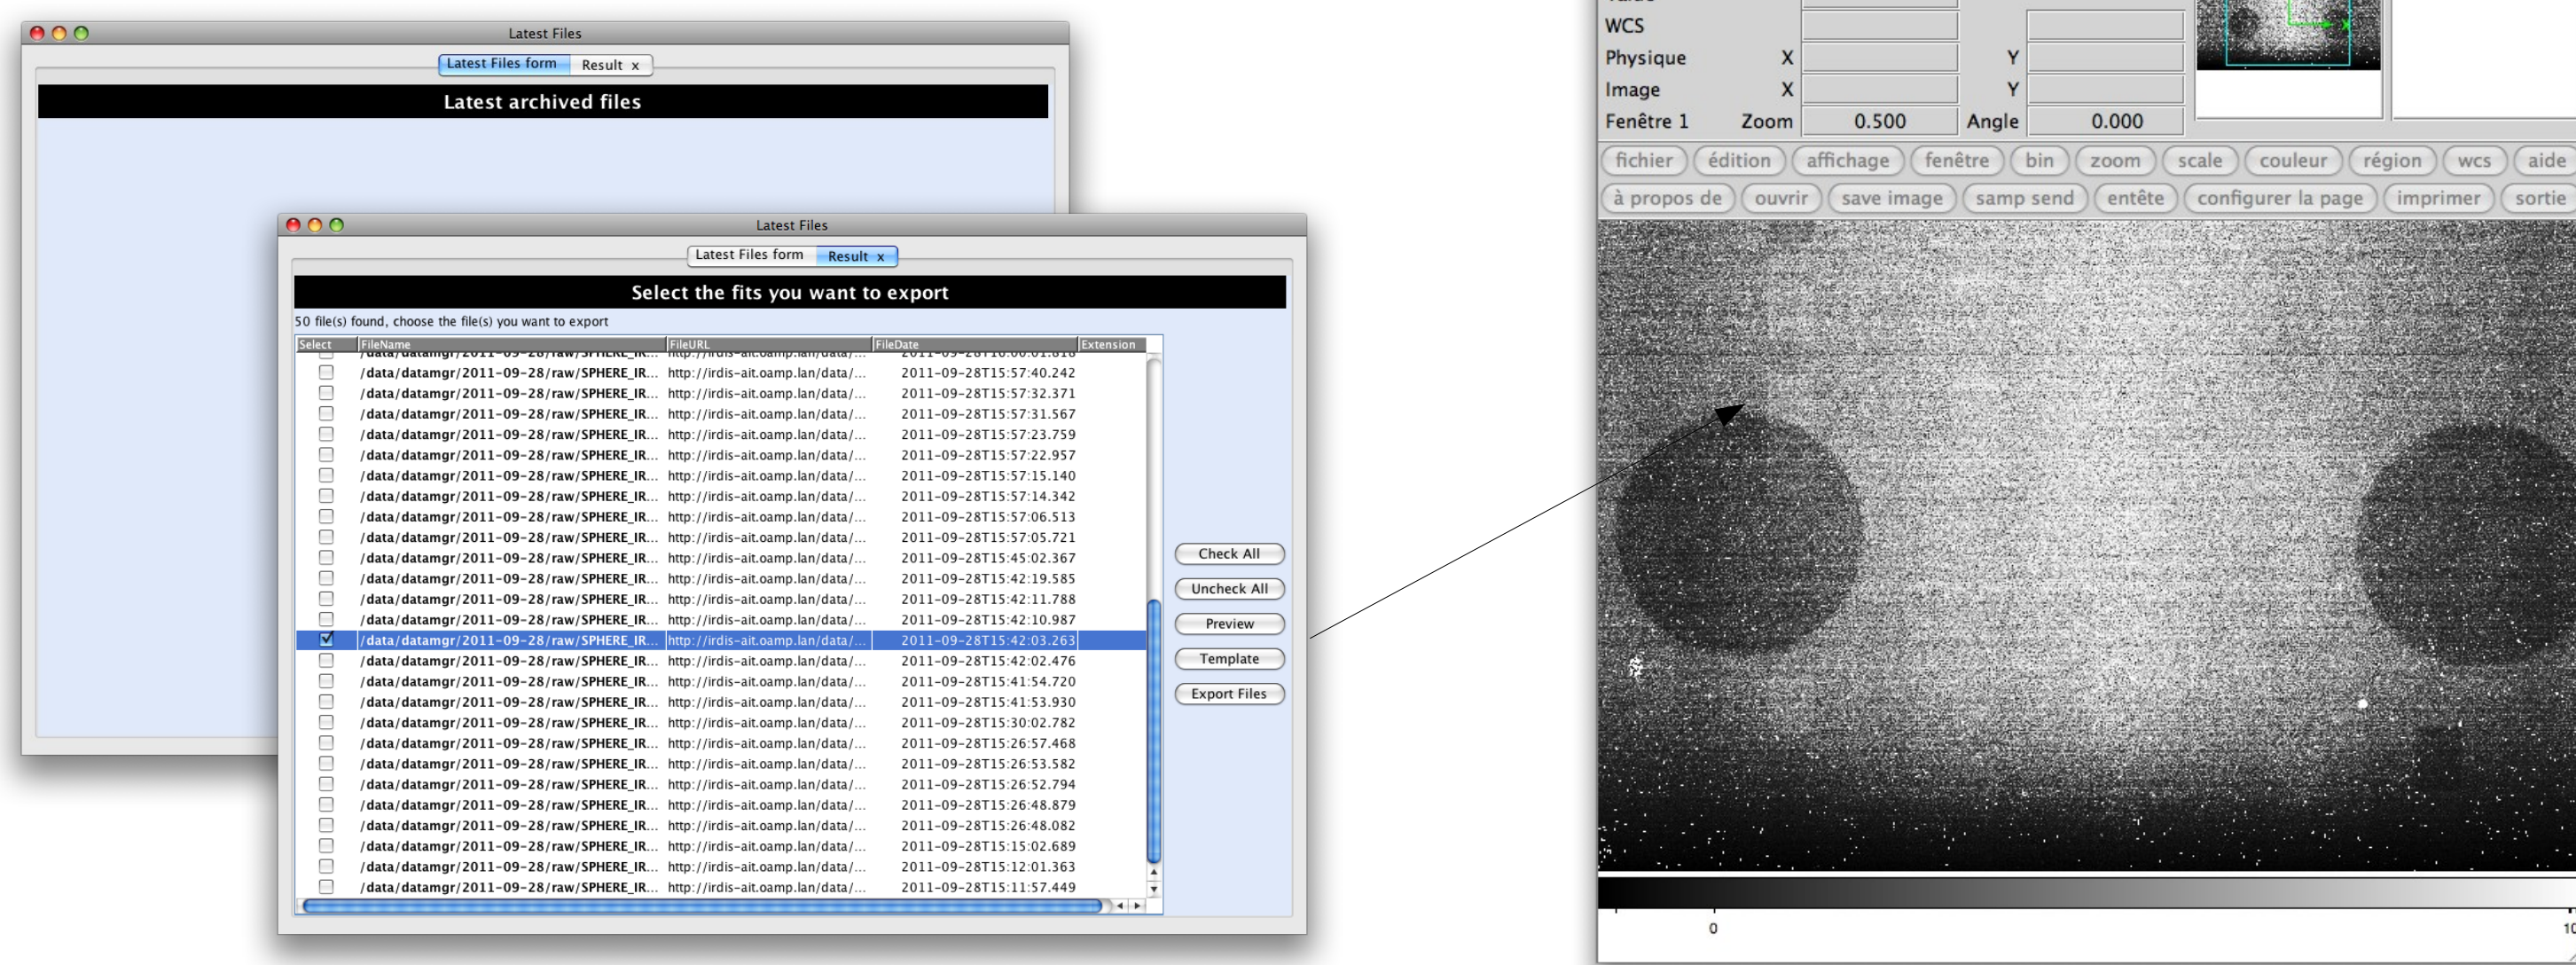 Latest Files
Latest Files form Result x
Latest archived files
Latest Files
Latest Files form Result x
Select the fits you want to export
50 file(s) found, choose the file(s) you want to export
Select FileName FileURL FileDate Extension
/data/datamgr/2011-09-28/raw/SPHERE_IR... http://irdis-ait.oamp.lan/data/... 2011-09-28T16:00:01.818
/data/datamgr/2011-09-28/raw/SPHERE_IR... http://irdis-ait.oamp.lan/data/... 2011-09-28T15:57:40.242
/data/datamgr/2011-09-28/raw/SPHERE_IR... http://irdis-ait.oamp.lan/data/... 2011-09-28T15:57:32.371
/data/datamgr/2011-09-28/raw/SPHERE_IR... http://irdis-ait.oamp.lan/data/... 2011-09-28T15:57:31.567
/data/datamgr/2011-09-28/raw/SPHERE_IR... http://irdis-ait.oamp.lan/data/... 2011-09-28T15:57:23.759
/data/datamgr/2011-09-28/raw/SPHERE_IR... http://irdis-ait.oamp.lan/data/... 2011-09-28T15:57:22.957
/data/datamgr/2011-09-28/raw/SPHERE_IR... http://irdis-ait.oamp.lan/data/... 2011-09-28T15:57:15.140
/data/datamgr/2011-09-28/raw/SPHERE_IR... http://irdis-ait.oamp.lan/data/... 2011-09-28T15:57:14.342
/data/datamgr/2011-09-28/raw/SPHERE_IR... http://irdis-ait.oamp.lan/data/... 2011-09-28T15:57:06.513
/data/datamgr/2011-09-28/raw/SPHERE_IR... http://irdis-ait.oamp.lan/data/... 2011-09-28T15:57:05.721
/data/datamgr/2011-09-28/raw/SPHERE_IR... http://irdis-ait.oamp.lan/data/... 2011-09-28T15:45:02.367
/data/datamgr/2011-09-28/raw/SPHERE_IR... http://irdis-ait.oamp.lan/data/... 2011-09-28T15:42:19.585
/data/datamgr/2011-09-28/raw/SPHERE_IR... http://irdis-ait.oamp.lan/data/... 2011-09-28T15:42:11.788
/data/datamgr/2011-09-28/raw/SPHERE_IR... http://irdis-ait.oamp.lan/data/... 2011-09-28T15:42:10.987
/data/datamgr/2011-09-28/raw/SPHERE_IR... http://irdis-ait.oamp.lan/data/... 2011-09-28T15:42:03.263
/data/datamgr/2011-09-28/raw/SPHERE_IR... http://irdis-ait.oamp.lan/data/... 2011-09-28T15:42:02.476
/data/datamgr/2011-09-28/raw/SPHERE_IR... http://irdis-ait.oamp.lan/data/... 2011-09-28T15:41:54.720
/data/datamgr/2011-09-28/raw/SPHERE_IR... http://irdis-ait.oamp.lan/data/... 2011-09-28T15:41:53.930
/data/datamgr/2011-09-28/raw/SPHERE_IR... http://irdis-ait.oamp.lan/data/... 2011-09-28T15:30:02.782
/data/datamgr/2011-09-28/raw/SPHERE_IR... http://irdis-ait.oamp.lan/data/... 2011-09-28T15:26:57.468
/data/datamgr/2011-09-28/raw/SPHERE_IR... http://irdis-ait.oamp.lan/data/... 2011-09-28T15:26:53.582
/data/datamgr/2011-09-28/raw/SPHERE_IR... http://irdis-ait.oamp.lan/data/... 2011-09-28T15:26:52.794
/data/datamgr/2011-09-28/raw/SPHERE_IR... http://irdis-ait.oamp.lan/data/... 2011-09-28T15:26:48.879
/data/datamgr/2011-09-28/raw/SPHERE_IR... http://irdis-ait.oamp.lan/data/... 2011-09-28T15:26:48.082
/data/datamgr/2011-09-28/raw/SPHERE_IR... http://irdis-ait.oamp.lan/data/... 2011-09-28T15:15:02.689
/data/datamgr/2011-09-28/raw/SPHERE_IR... http://irdis-ait.oamp.lan/data/... 2011-09-28T15:12:01.363
/data/datamgr/2011-09-28/raw/SPHERE_IR... http://irdis-ait.oamp.lan/data/... 2011-09-28T15:11:57.449
Check All
Uncheck All
Preview
Template
Export Files
WCS
Physique X Y
Image X Y
Fenêtre 1 Zoom 0.500 Angle 0.000
fichier édition affichage fenêtre bin zoom scale couleur région wcs aide
à propos de ouvrir save image samp send entête configurer la page imprimer sortie
X
0